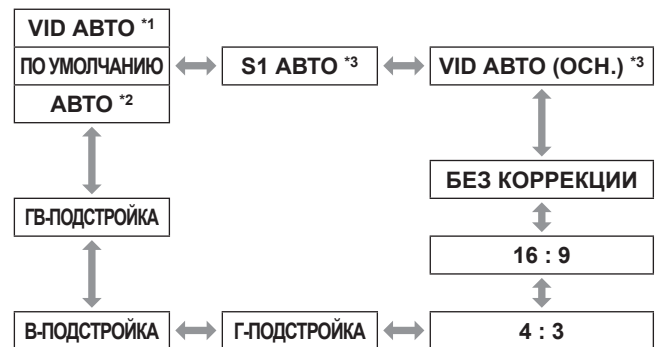 VID АВТО *1
ПО УМОЛЧАНИЮ
АВТО *2
S1 АВТО *3
VID АВТО (ОСН.) *3
БЕЗ КОРРЕКЦИИ
ГВ-ПОДСТРОЙКА
16 : 9
В-ПОДСТРОЙКА
Г-ПОДСТРОЙКА
4 : 3